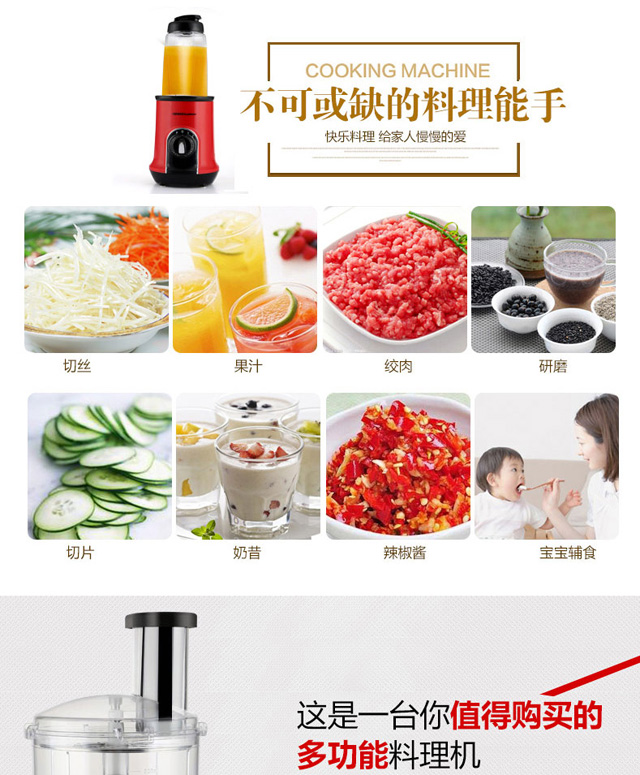 COOKING MACHINE
不可或缺的料理能手
快乐料理 给家人慢慢的爱
切丝
果汁
绞肉
研磨
切片
奶昔
辣椒酱
宝宝辅食
这是一台你值得购买的
多功能料理机